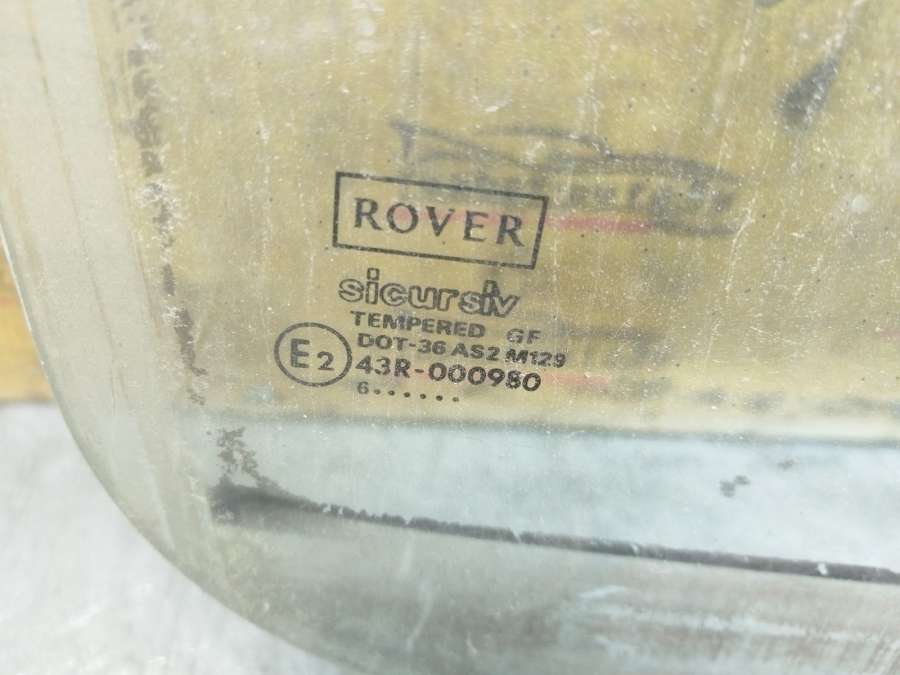 ROVER
sicursiv
TEMPERED GF
DOT-36 AS2 M129
E2
43R-000980
6......